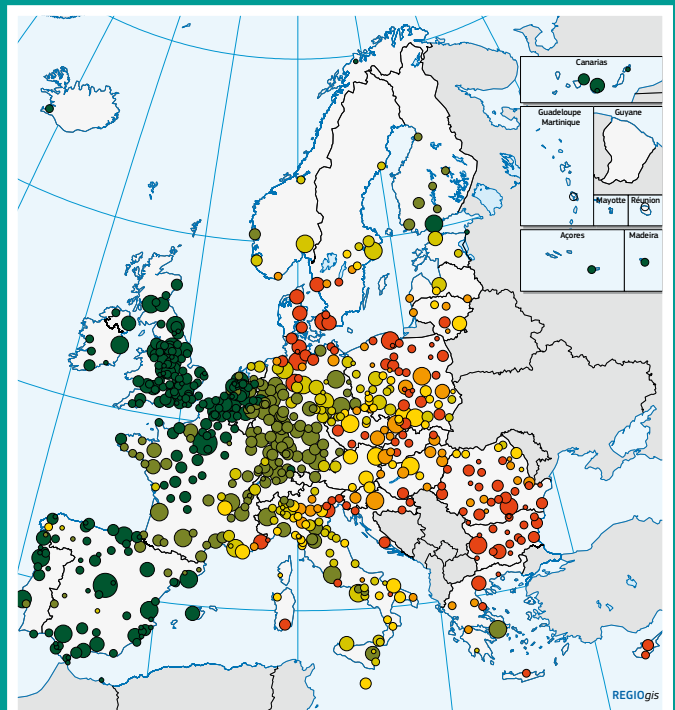 Canarias
Guadeloupe
Martinique
Guyane
Mayotte
Réunion
Açores
Madeira
REGIOgis